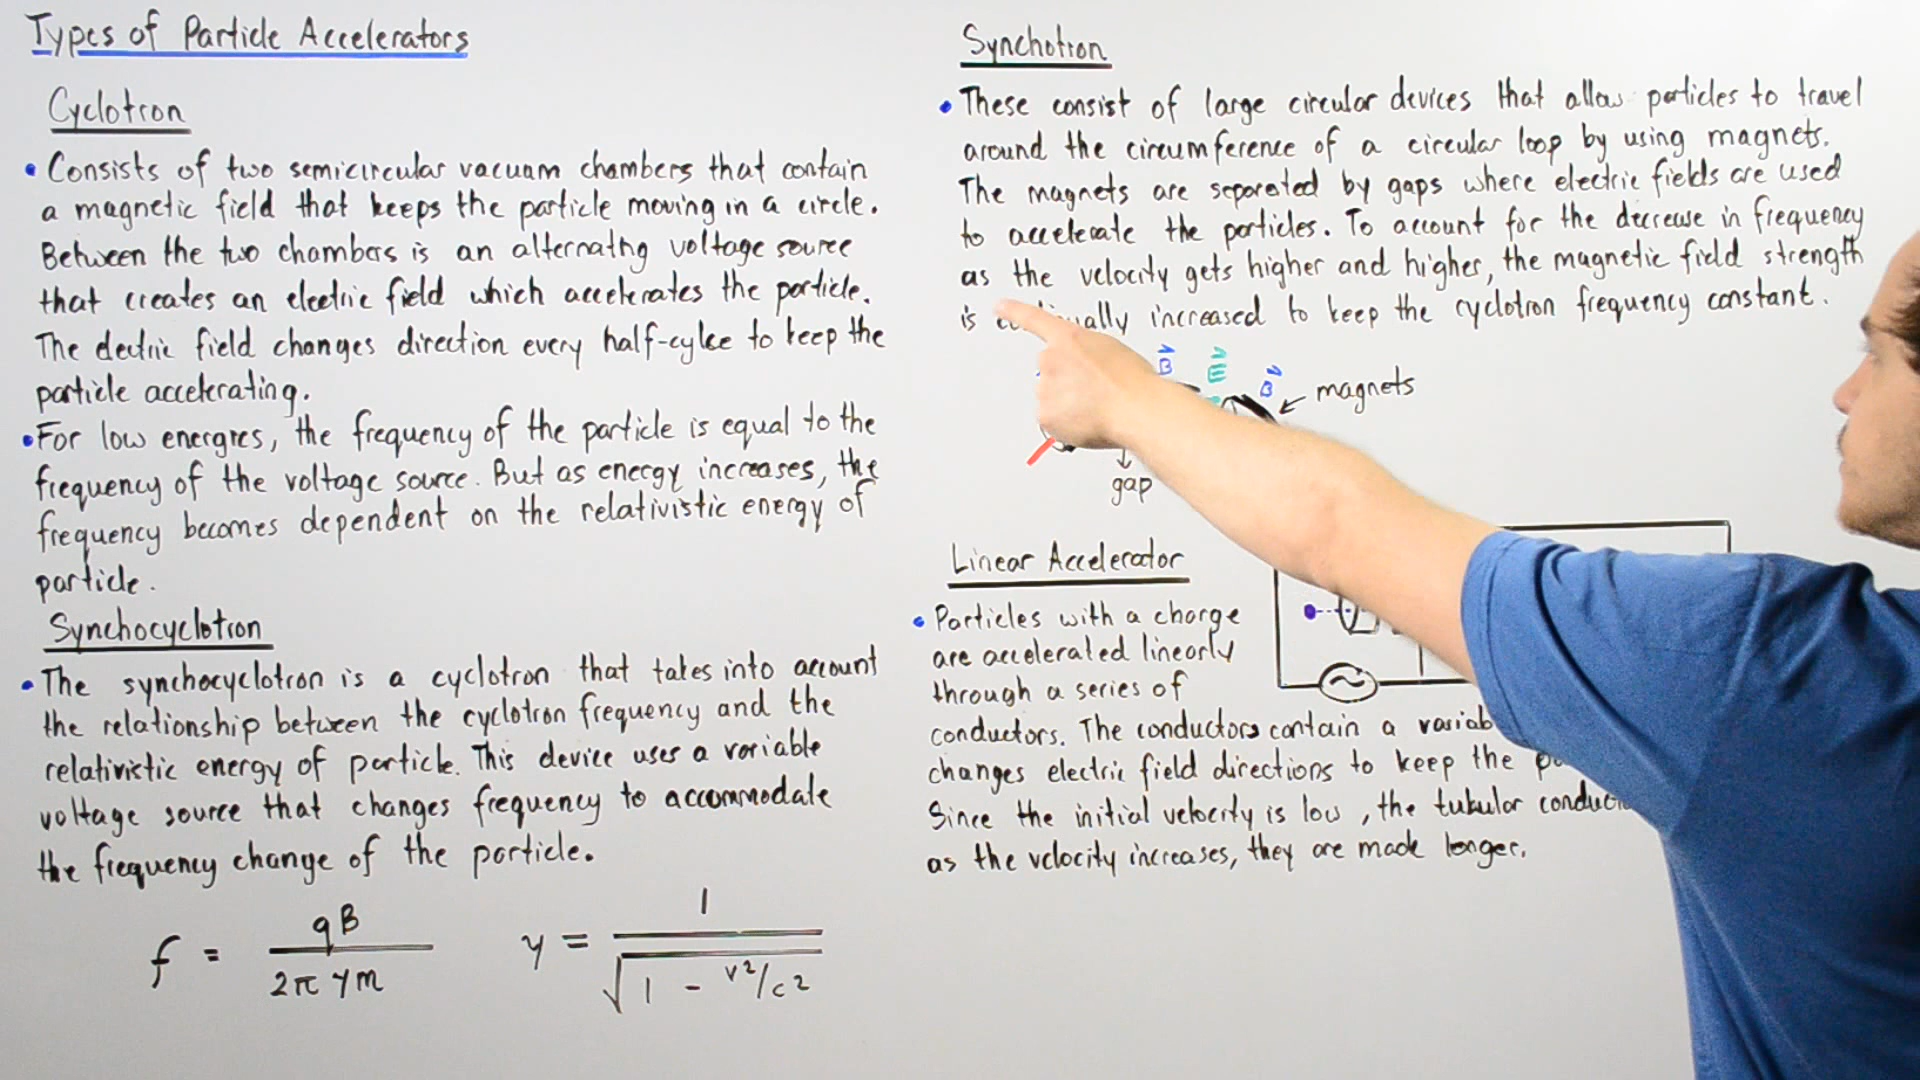 Types of Particle Accelerators
Cyclotron
• Consists of two semicircular vacuum chambers that contain
a magnetic field that keeps the particle moving in a circle.
Between the two chambers is an alternating voltage source
that creates an electric field which accelerates the particle.
The electric field changes direction every half-cylce to keep the
particle accelerating.
• For low energies, the frequency of the particle is equal to the
frequency of the voltage source. But as energy increases, the
frequency becomes dependent on the relativistic energy of
particle.
Synchocyclotron
• The synchocyclotron is a cyclotron that takes into account
the relationship between the cyclotron frequency and the
relativistic energy of particle. This device uses a variable
voltage source that changes frequency to accommodate
the frequency change of the particle.
f = qB / 2π γ m
γ = 1 / √1 - v²/c²
Synchotron
• These consist of large circular devices that allow particles to travel
around the circumference of a circular loop by using magnets.
The magnets are separated by gaps where electric fields are used
to accelerate the particles. To account for the decrease in frequency
as the velocity gets higher and higher, the magnetic field strength
is increased to keep the cyclotron frequency constant.
B E B
magnets
gap
Linear Accelerator
• Particles with a charge
are accelerated linearly
through a series of
conductors. The conductors contain a
changes electric field directions to keep the
Since the initial velocity is low, the tubular
as the velocity increases, they are made longer.